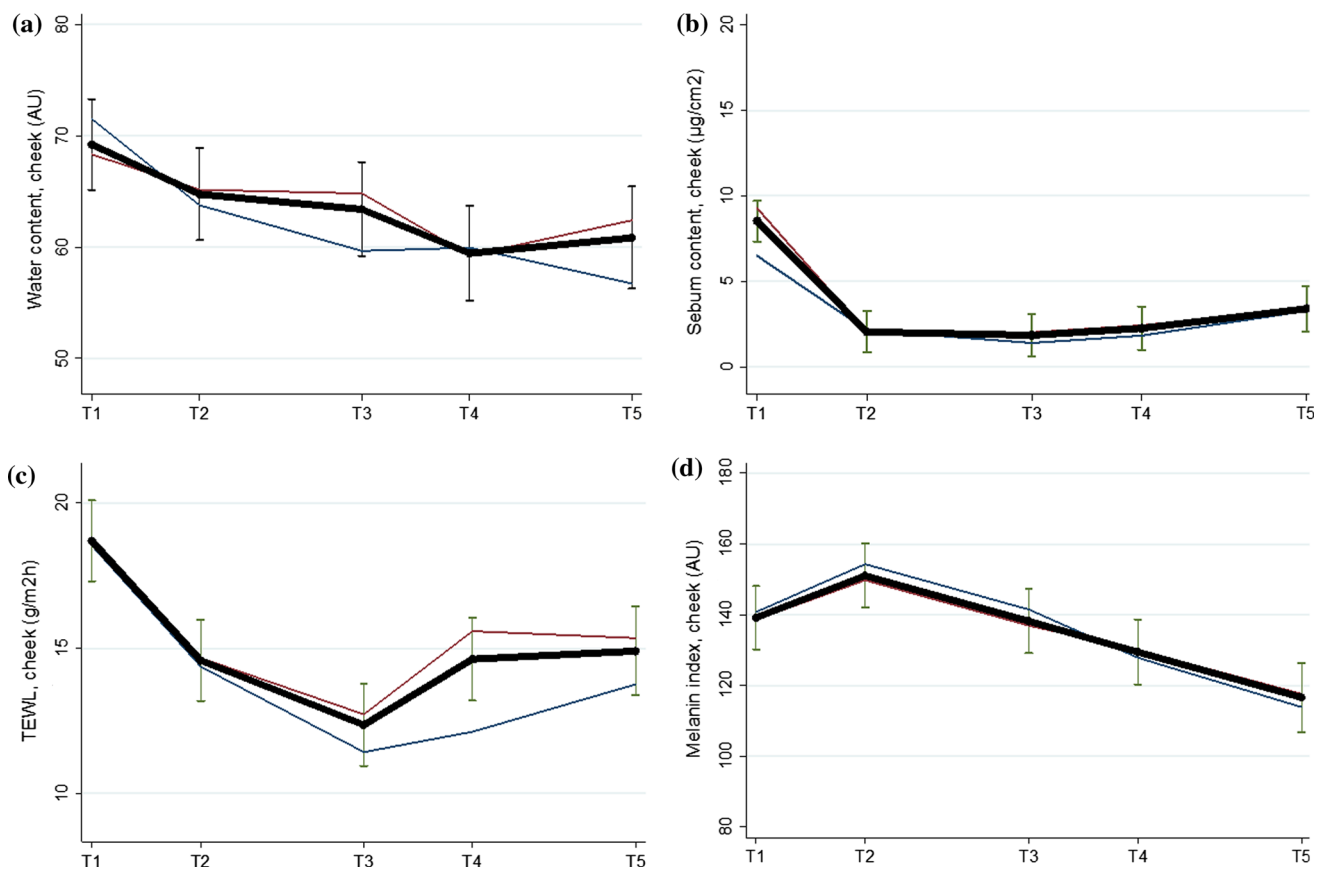 (a)
Water content, cheek (AU)
80
70
60
50
T1 T2 T3 T4 T5
(b)
Sebum content, cheek (µg/cm2)
20
15
10
5
0
T1 T2 T3 T4 T5
(c)
TEWL, cheek (g/m2h)
20
15
10
T1 T2 T3 T4 T5
(d)
Melanin index, cheek (AU)
180
160
140
120
100
80
T1 T2 T3 T4 T5